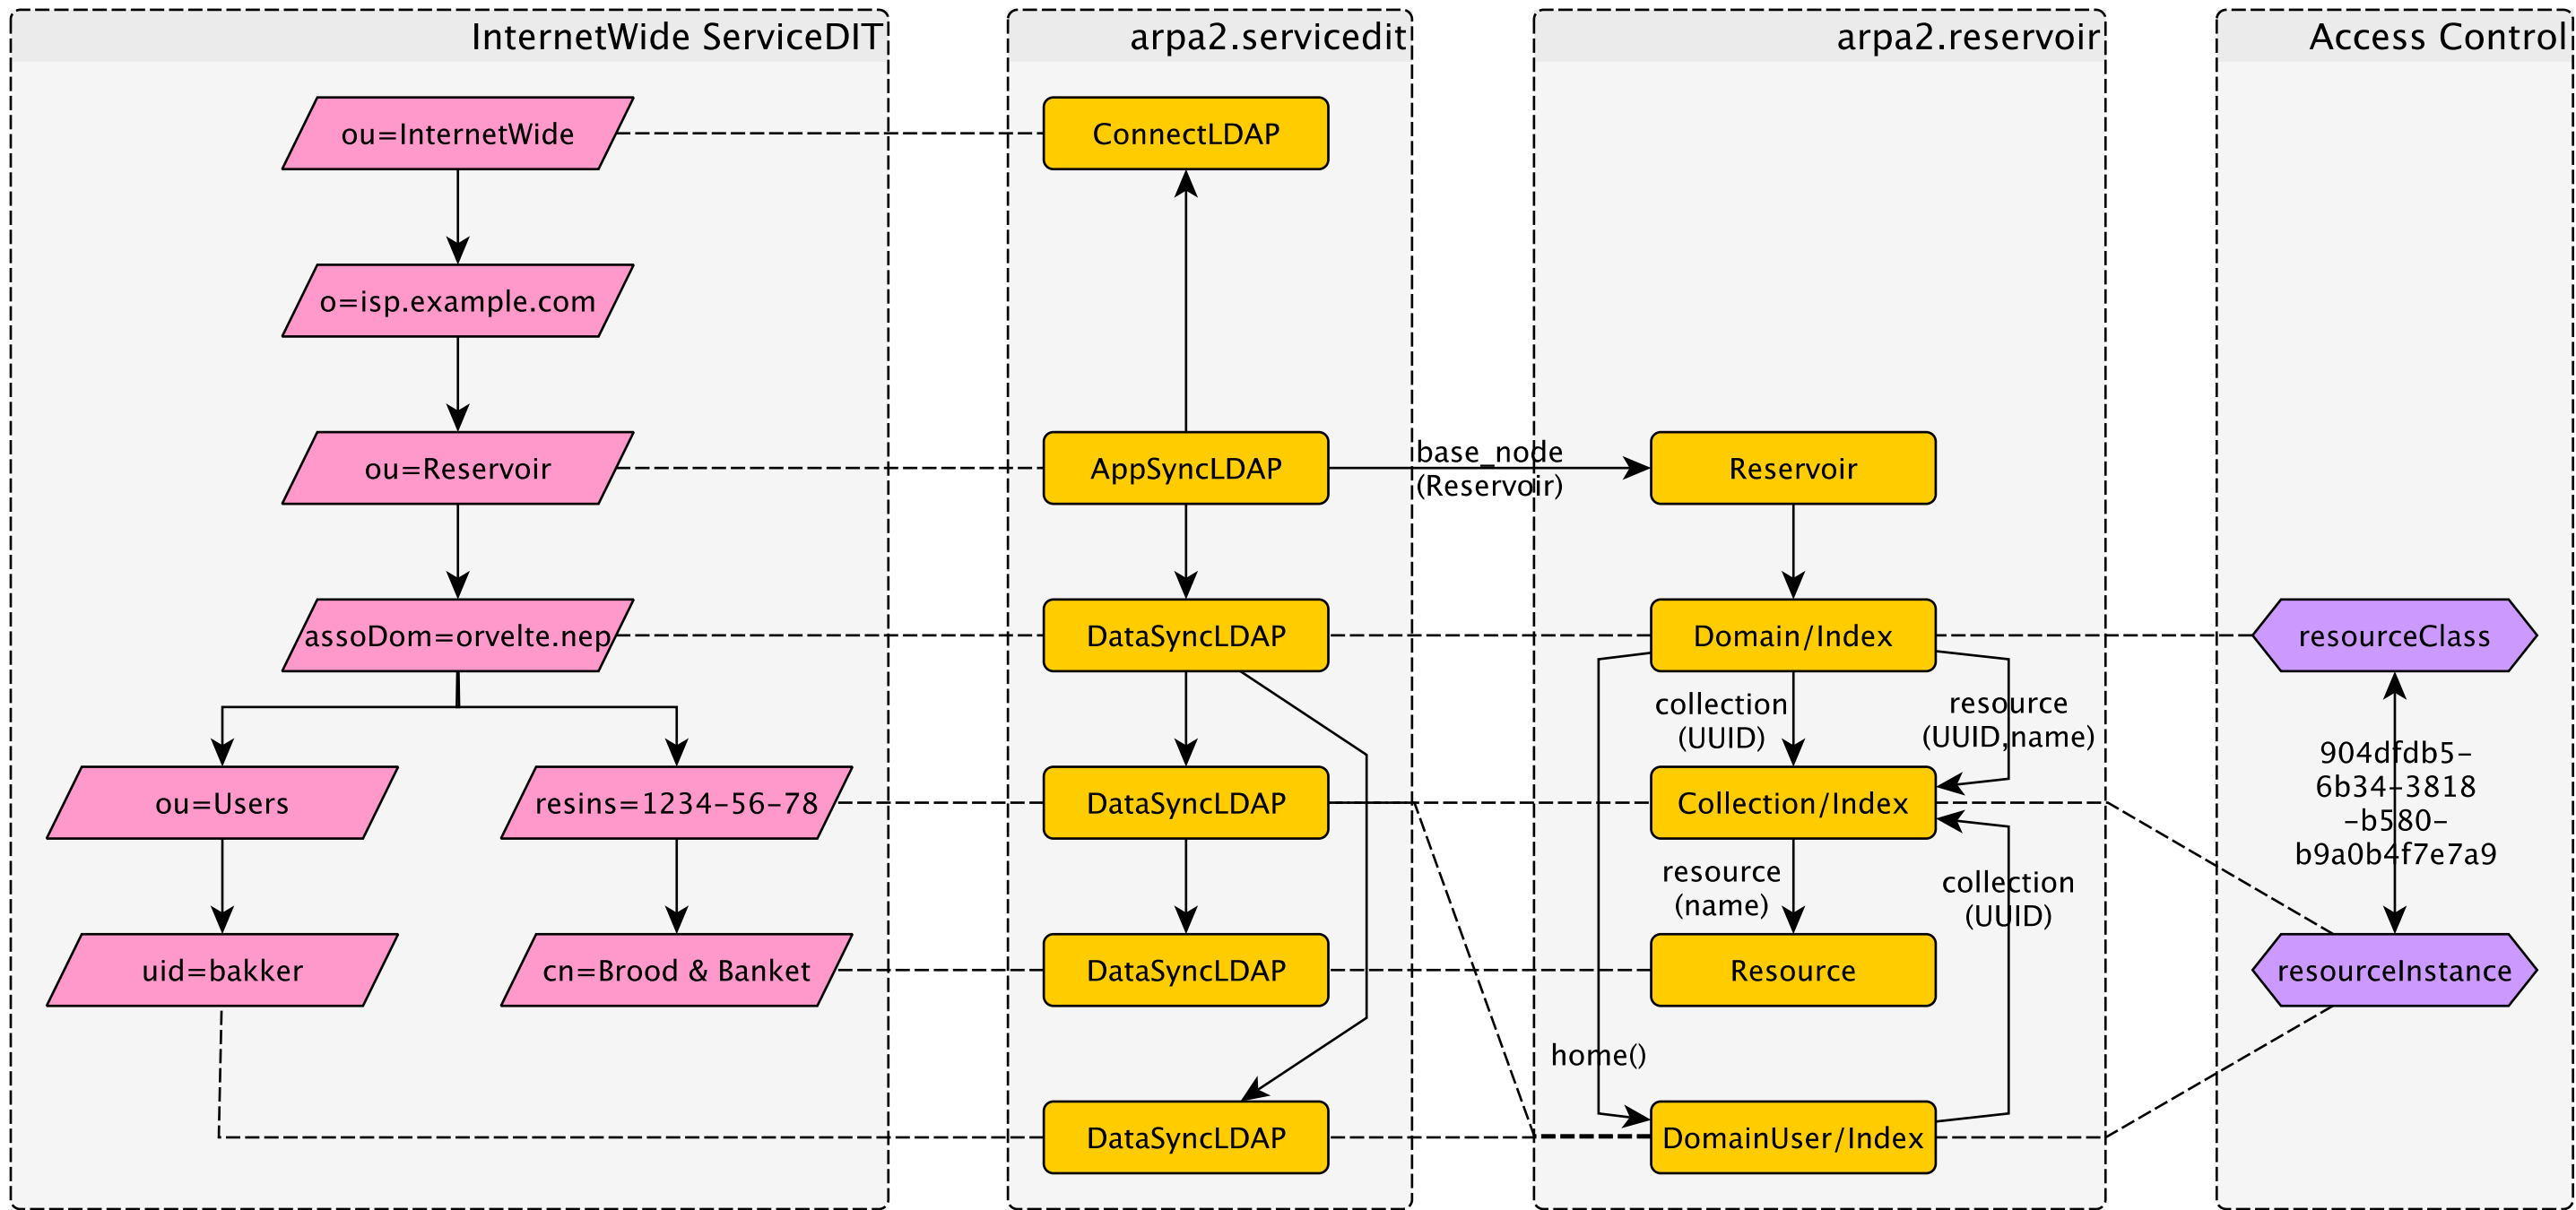 InternetWide ServiceDIT
arpa2.servicedit
arpa2.reservoir
Access Control
ou=InternetWide
ConnectLDAP
o=isp.example.com
ou=Reservoir
AppSyncLDAP
base_node
(Reservoir)
Reservoir
assoDom=orvelte.nep
DataSyncLDAP
Domain/Index
resourceClass
collection
(UUID)
resource
(UUID,name)
ou=Users
resins=1234-56-78
DataSyncLDAP
Collection/Index
904dfdb5-
6b34-3818
-b580-
b9a0b4f7e7a9
resource
(name)
collection
(UUID)
uid=bakker
cn=Brood & Banket
DataSyncLDAP
Resource
resourceInstance
home()
DataSyncLDAP
DomainUser/Index